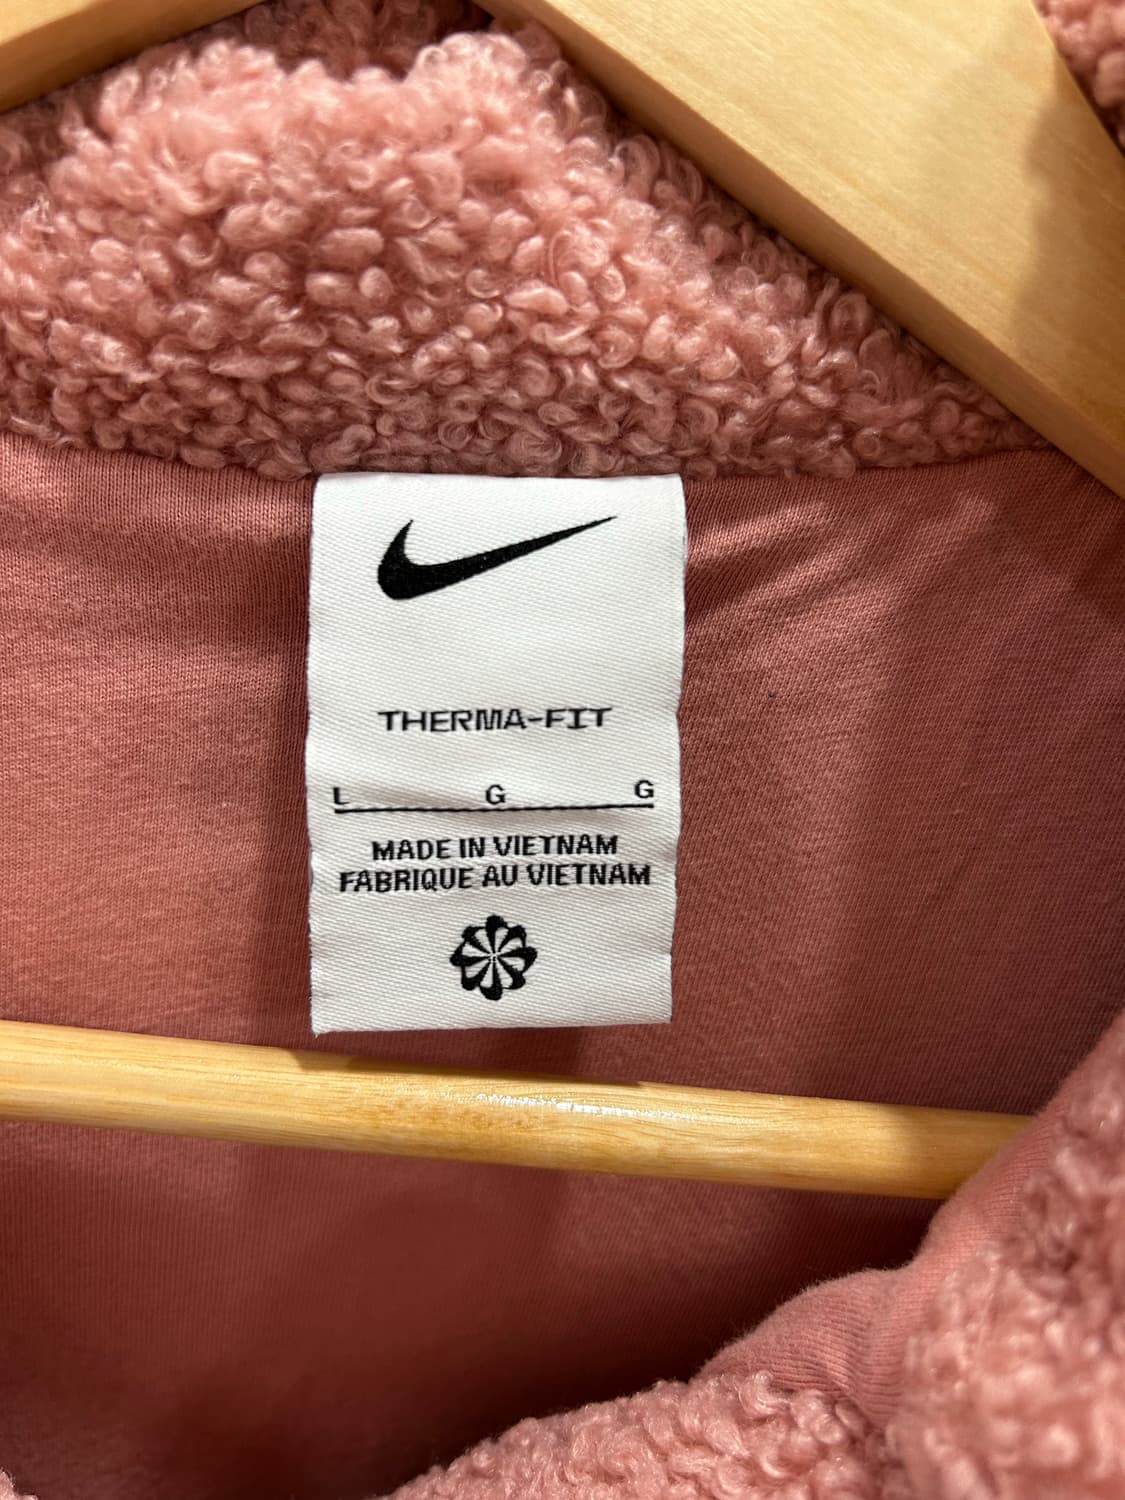 THERMA-FIT
L G G
MADE IN VIETNAM
FABRIQUE AU VIETNAM